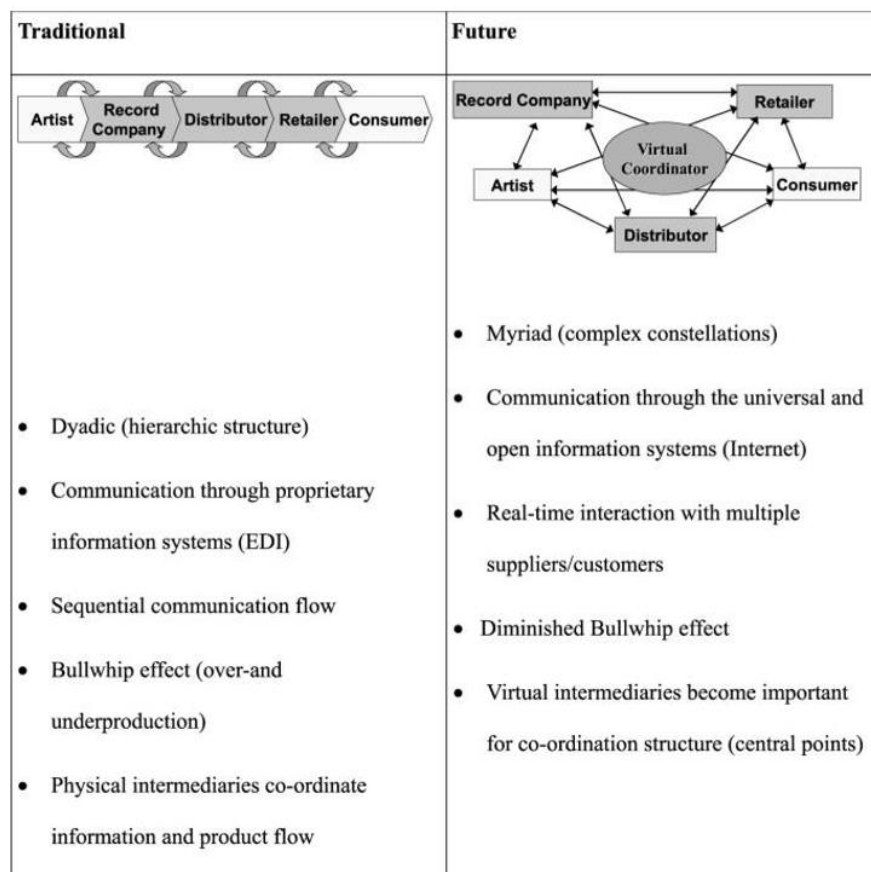 Traditional
Artist
Record
Company
Distributor
Retailer
Consumer
• Dyadic (hierarchic structure)
• Communication through proprietary
information systems (EDI)
• Sequential communication flow
• Bullwhip effect (over-and
underproduction)
• Physical intermediaries co-ordinate
information and product flow
Future
Record Company
Retailer
Virtual
Coordinator
Artist
Consumer
Distributor
• Myriad (complex constellations)
• Communication through the universal and
open information systems (Internet)
• Real-time interaction with multiple
suppliers/customers
• Diminished Bullwhip effect
• Virtual intermediaries become important
for co-ordination structure (central points)